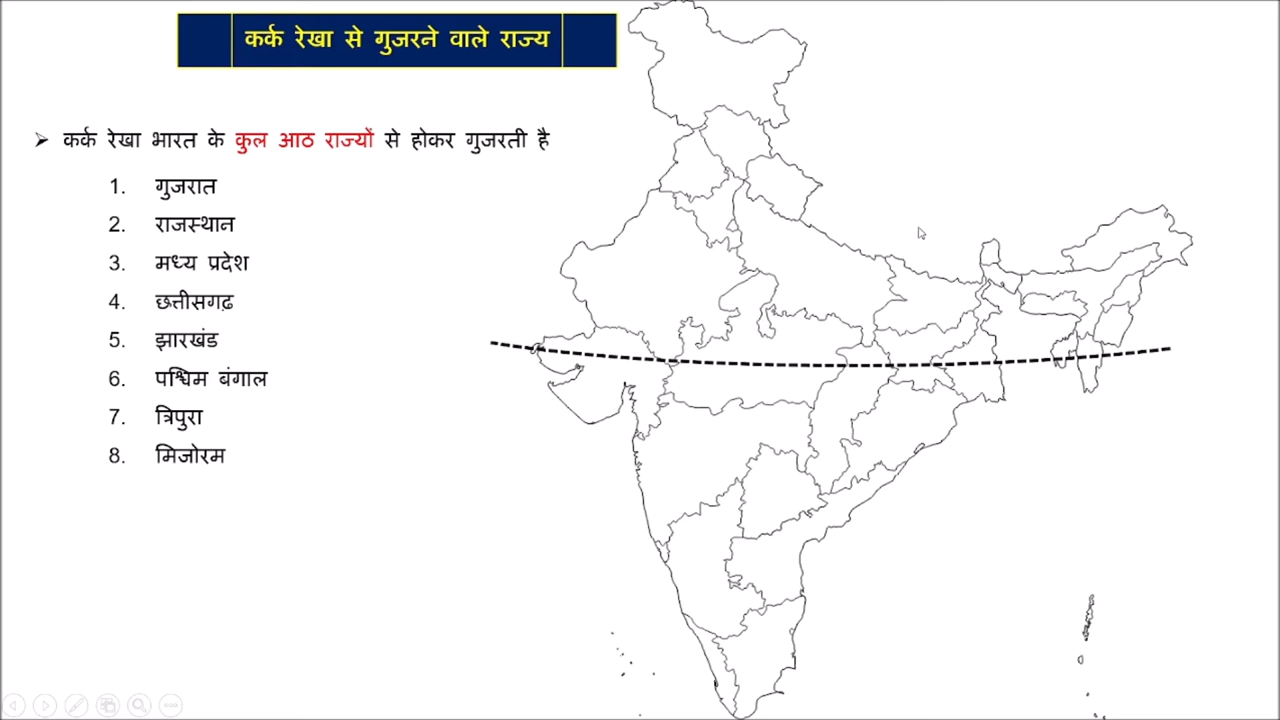 कर्क रेखा से गुजरने वाले राज्य
➢ कर्क रेखा भारत के कुल आठ राज्यों से होकर गुजरती है
1. गुजरात
2. राजस्थान
3. मध्य प्रदेश
4. छत्तीसगढ़
5. झारखंड
6. पश्चिम बंगाल
7. त्रिपुरा
8. मिजोरम